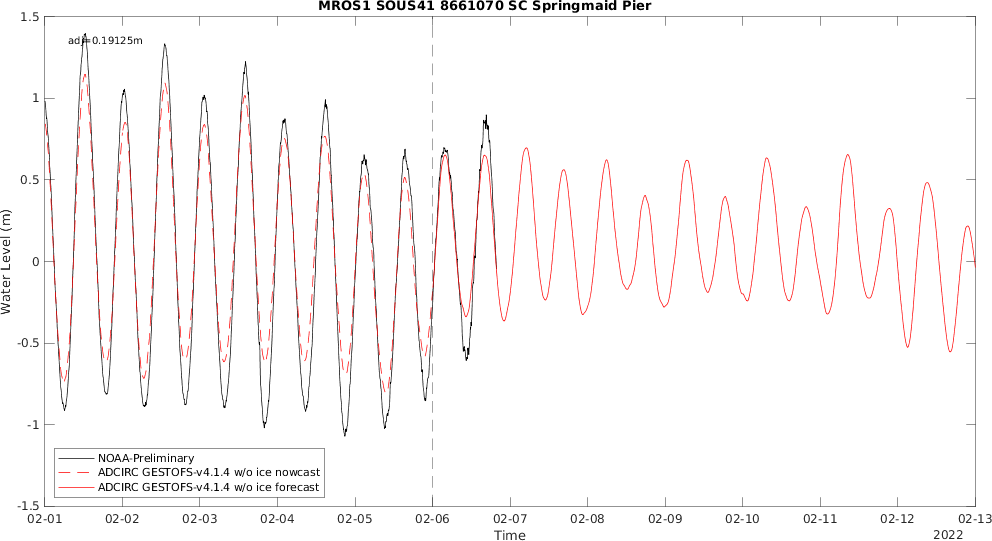 MROS1 SOUS41 8661070 SC Springmaid Pier
adj=0.19125m
1.5
1
0.5
0
-0.5
-1
-1.5
Water Level (m)
NOAA-Preliminary
ADCIRC GESTOFS-v4.1.4 w/o ice nowcast
ADCIRC GESTOFS-v4.1.4 w/o ice forecast
02-01 02-02 02-03 02-04 02-05 02-06 02-07 02-08 02-09 02-10 02-11 02-12 02-13
Time
2022